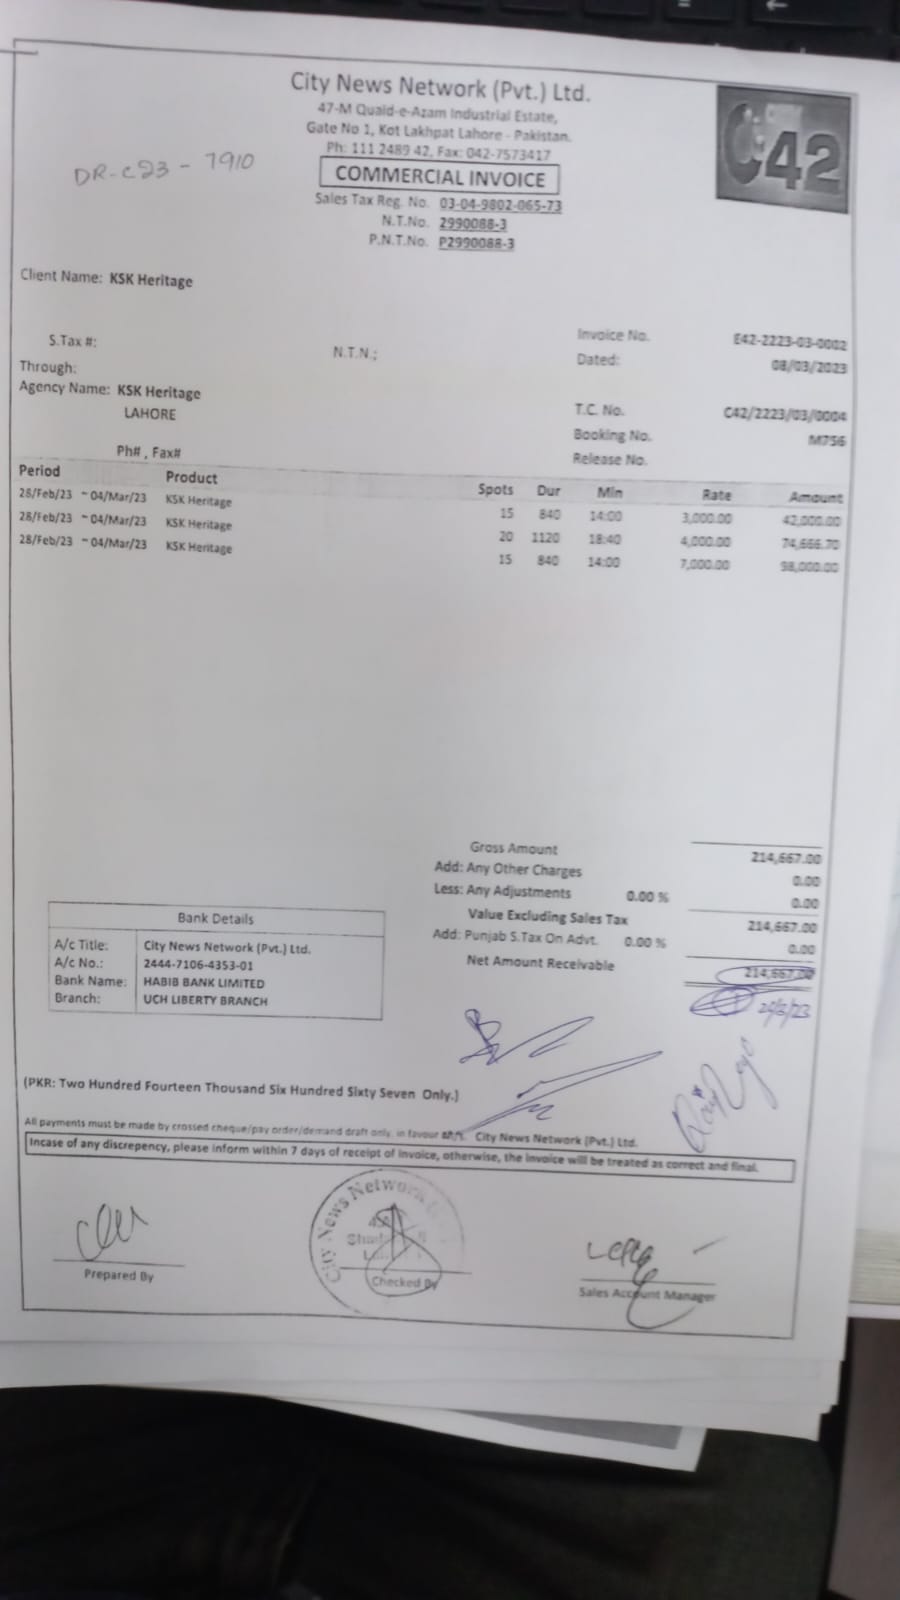 City News Network (Pvt.) Ltd.
47-M Quaid-e-Azam Industrial Estate,
Gate No 1, Kot Lakhpat Lahore - Pakistan.
Ph: 111 2489 42, Fax: 042-7573417
C42
DR-C23 - 7910
COMMERCIAL INVOICE
Sales Tax Reg. No. 03-04-9802-065-73
N.T.No. 2990088-3
P.N.T.No. P2990088-3
Client Name: KSK Heritage
S.Tax #: N.T.N.;
Invoice No. E42-2223-03-0002
Dated: 08/03/2023
Through:
Agency Name: KSK Heritage
LAHORE
T.C. No. C42/2223/03/0004
Booking No. M756
Release No.
Ph# , Fax#
Period Product Spots Dur Min Rate Amount
28/Feb/23 ~ 04/Mar/23 KSK Heritage 15 840 14:00 3,000.00 42,000.00
28/Feb/23 ~ 04/Mar/23 KSK Heritage 20 1120 18:40 4,000.00 74,666.70
28/Feb/23 ~ 04/Mar/23 KSK Heritage 15 840 14:00 7,000.00 98,000.00
Gross Amount 214,667.00
Add: Any Other Charges 0.00
Less: Any Adjustments 0.00 % 0.00
Value Excluding Sales Tax 214,667.00
Add: Punjab S.Tax On Advt. 0.00 % 0.00
Net Amount Receivable 214,667.00
Bank Details
A/c Title: City News Network (Pvt.) Ltd.
A/c No.: 2444-7106-4353-01
Bank Name: HABIB BANK LIMITED
Branch: UCH LIBERTY BRANCH
(PKR: Two Hundred Fourteen Thousand Six Hundred Sixty Seven Only.)
All payments must be made by crossed cheque/pay order/demand draft only, in favour M/s. City News Network (Pvt.) Ltd.
Incase of any discrepency, please inform within 7 days of receipt of invoice, otherwise, the invoice will be treated as correct and final.
City News Network
Prepared By
Checked By
Sales Account Manager